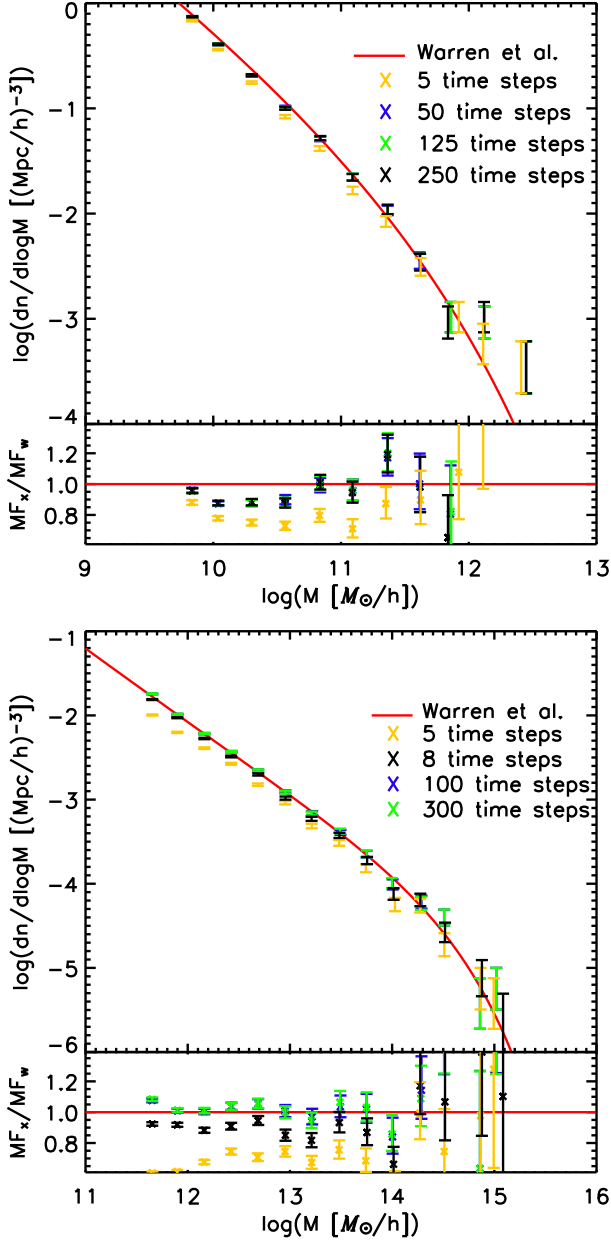 0
-1
-2
-3
-4
log(dn/dlogM [(Mpc/h)⁻³])
Warren et al.
5 time steps
50 time steps
125 time steps
250 time steps
1.2
1.0
0.8
MFₓ/MF_w
9 10 11 12 13
log(M [M⊙/h])
-1
-2
-3
-4
-5
-6
log(dn/dlogM [(Mpc/h)⁻³])
Warren et al.
5 time steps
8 time steps
100 time steps
300 time steps
1.2
1.0
0.8
MFₓ/MF_w
11 12 13 14 15 16
log(M [M⊙/h])